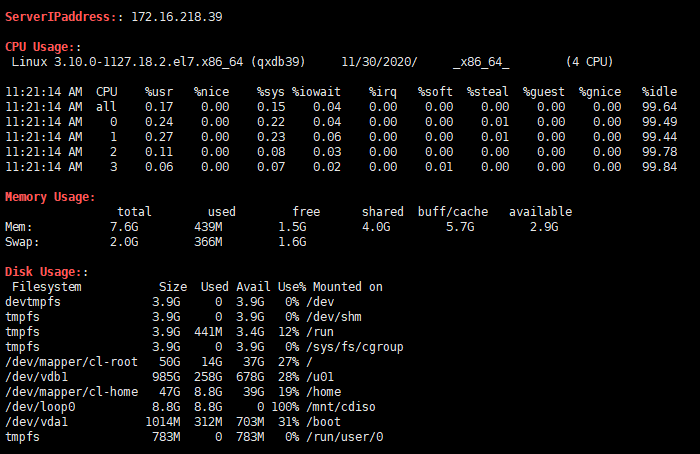 ServerIPaddress:: 172.16.218.39
CPU Usage::
Linux 3.10.0-1127.18.2.el7.x86_64 (qxdb39) 11/30/2020/ _x86_64_ (4 CPU)
11:21:14 AM CPU %usr %nice %sys %iowait %irq %soft %steal %guest %gnice %idle
11:21:14 AM all 0.17 0.00 0.15 0.04 0.00 0.00 0.00 0.00 0.00 99.64
11:21:14 AM 0 0.24 0.00 0.22 0.04 0.00 0.00 0.01 0.00 0.00 99.49
11:21:14 AM 1 0.27 0.00 0.23 0.06 0.00 0.00 0.01 0.00 0.00 99.44
11:21:14 AM 2 0.11 0.00 0.08 0.03 0.00 0.00 0.00 0.00 0.00 99.78
11:21:14 AM 3 0.06 0.00 0.07 0.02 0.00 0.01 0.00 0.00 0.00 99.84
Memory Usage:
total used free shared buff/cache available
Mem: 7.6G 439M 1.5G 4.0G 5.7G 2.9G
Swap: 2.0G 366M 1.6G
Disk Usage::
Filesystem Size Used Avail Use% Mounted on
devtmpfs 3.9G 0 3.9G 0% /dev
tmpfs 3.9G 0 3.9G 0% /dev/shm
tmpfs 3.9G 441M 3.4G 12% /run
tmpfs 3.9G 0 3.9G 0% /sys/fs/cgroup
/dev/mapper/cl-root 50G 14G 37G 27% /
/dev/vdb1 985G 258G 678G 28% /u01
/dev/mapper/cl-home 47G 8.8G 39G 19% /home
/dev/loop0 8.8G 8.8G 0 100% /mnt/cdiso
/dev/vda1 1014M 312M 703M 31% /boot
tmpfs 783M 0 783M 0% /run/user/0